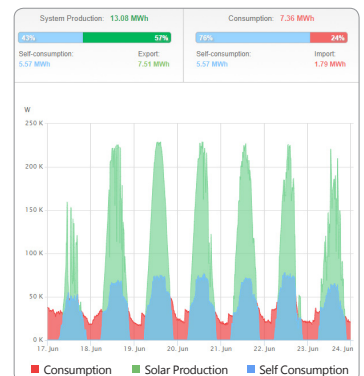 System Production: 13.08 MWh
Consumption: 7.36 MWh
43%
57%
76%
24%
Self-consumption:
Export:
Self-consumption:
Import:
5.57 MWh
7.51 MWh
5.57 MWh
1.79 MWh
W
250 K
200 K
150 K
100 K
50 K
0 K
17. Jun
18. Jun
19. Jun
20. Jun
21. Jun
22. Jun
23. Jun
24. Jun
Consumption
Solar Production
Self Consumption